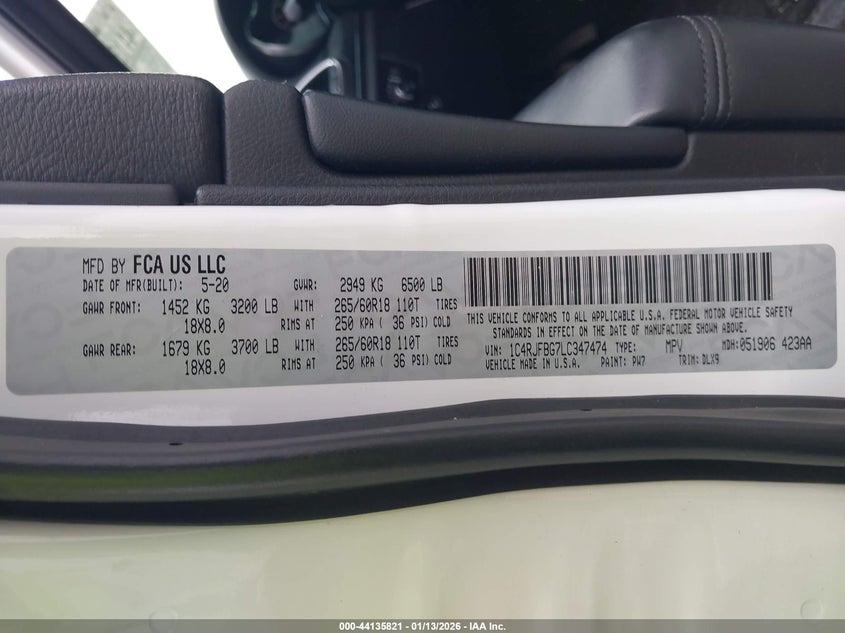 MFD BY FCA US LLC
DATE OF MFR(BUILT): 5-20 GVWR: 2949 KG 6500 LB
GAWR FRONT: 1452 KG 3200 LB WITH 265/60R18 110T TIRES
18X8.0 RIMS AT 250 KPA ( 36 PSI) COLD
GAWR REAR: 1679 KG 3700 LB WITH 265/60R18 110T TIRES
18X8.0 RIMS AT 250 KPA ( 36 PSI) COLD
THIS VEHICLE CONFORMS TO ALL APPLICABLE U.S.A. FEDERAL MOTOR VEHICLE SAFETY
STANDARDS IN EFFECT ON THE DATE OF MANUFACTURE SHOWN ABOVE.
VIN: 1C4RJFBG7LC347474 TYPE: MPV MDH: 051906 423AA
VEHICLE MADE IN U.S.A. PAINT: PW7 TRIM: DLX9
000-44135821 - 01/13/2026 - IAA Inc.